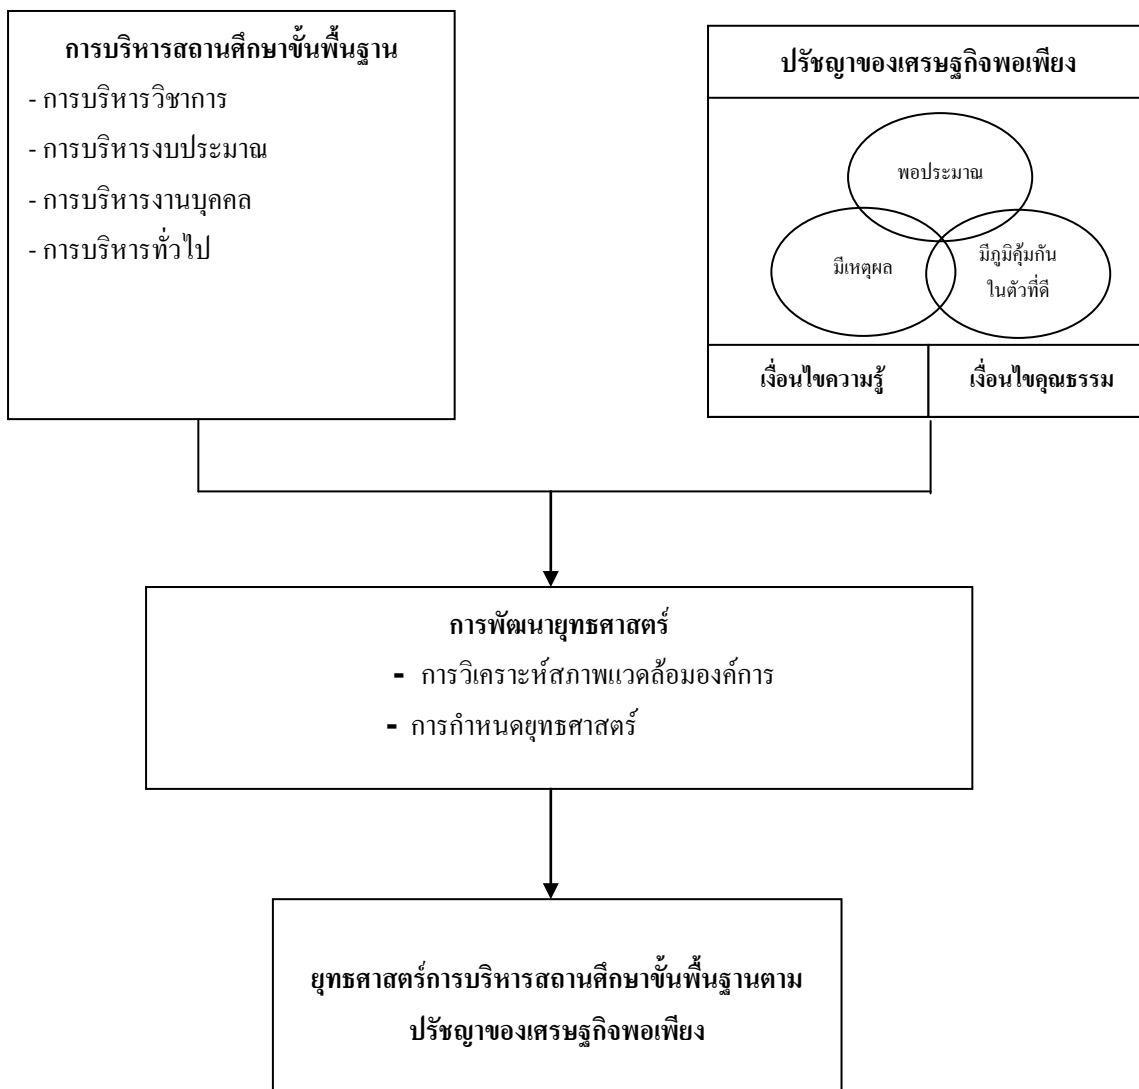 การบริหารสถานศึกษาขั้นพื้นฐาน
- การบริหารวิชาการ
- การบริหารงบประมาณ
- การบริหารงานบุคคล
- การบริหารทั่วไป
ปรัชญาของเศรษฐกิจพอเพียง
พอประมาณ
มีเหตุผล
มีภูมิคุ้มกัน
ในตัวที่ดี
เงื่อนไขความรู้
เงื่อนไขคุณธรรม
การพัฒนายุทธศาสตร์
- การวิเคราะห์สภาพแวดล้อมองค์การ
- การกำหนดยุทธศาสตร์
ยุทธศาสตร์การบริหารสถานศึกษาขั้นพื้นฐานตาม
ปรัชญาของเศรษฐกิจพอเพียง